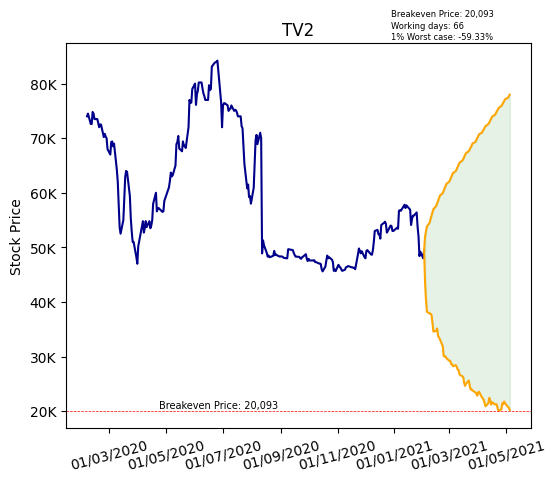 Breakeven Price: 20,093
Working days: 66
1% Worst case: -59.33%
TV2
Stock Price
80K
70K
60K
50K
40K
30K
20K
Breakeven Price: 20,093
01/03/2020
01/05/2020
01/07/2020
01/09/2020
01/11/2020
01/01/2021
01/03/2021
01/05/2021